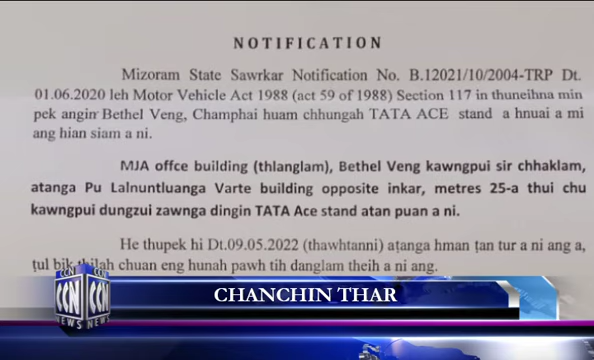 NOTIFICATION
Mizoram State Sawrkar Notification No. B.12021/10/2004-TRP Dt.
01.06.2020 leh Motor Vehicle Act 1988 (act 59 of 1988) Section 117 in thuneihna min
pek angin Bethel Veng, Champhai huam chhungah TATA ACE stand a hnuai a mi
ang hian siam a ni.
MJA offce building (thlanglam), Bethel Veng kawngpui sir chhaklam,
atanga Pu Lalnuntluanga Varte building opposite inkar, metres 25-a thui chu
kawngpui dungzui zawnga dingin TATA Ace stand atan puan a ni.
He thupek hi Dt.09.05.2022 (thawhtanni) aṭanga hman ṭan tur a ni ang a,
ṭul bik thilah chuan eng hunah pawh tih danglam theih a ni ang.
CCN
CCN CCN
NEWS NEWS
CHANCHIN THAR